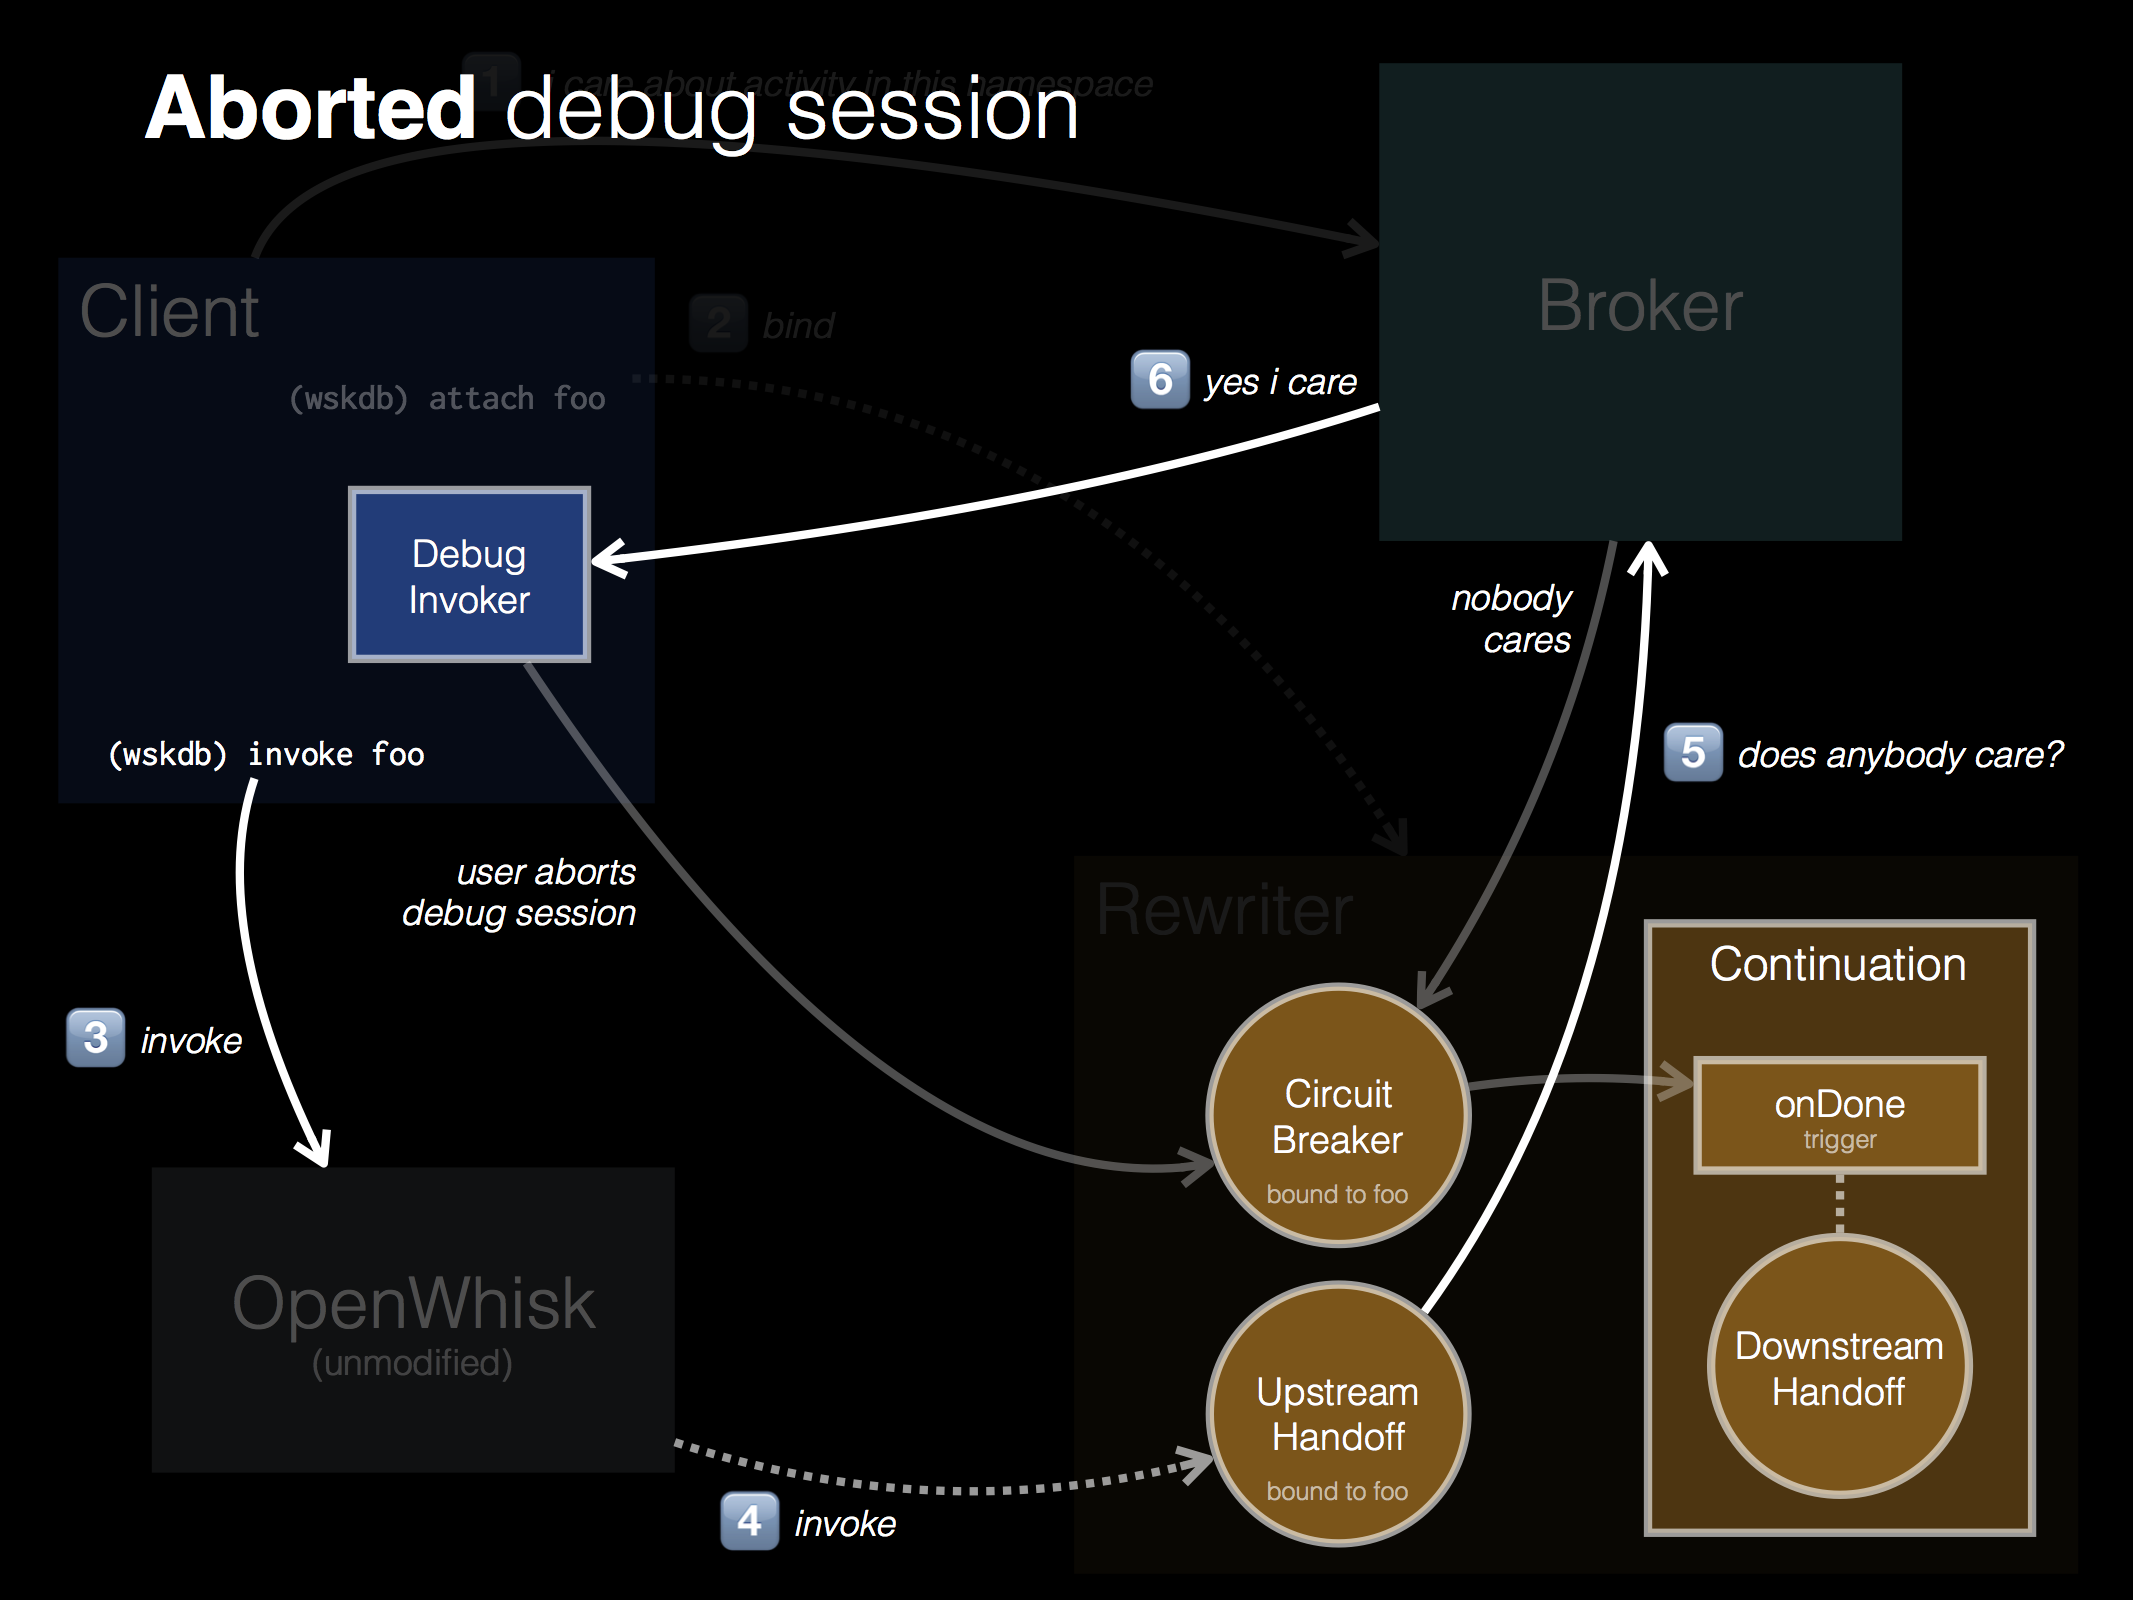 1 i care about activity in this namespace
Aborted debug session
Client
2 bind
(wskdb) attach foo
Broker
6 yes i care
Debug
Invoker
nobody
cares
(wskdb) invoke foo
5 does anybody care?
user aborts
debug session
Rewriter
Continuation
3 invoke
Circuit
Breaker
bound to foo
onDone
trigger
OpenWhisk
(unmodified)
Upstream
Handoff
bound to foo
Downstream
Handoff
4 invoke